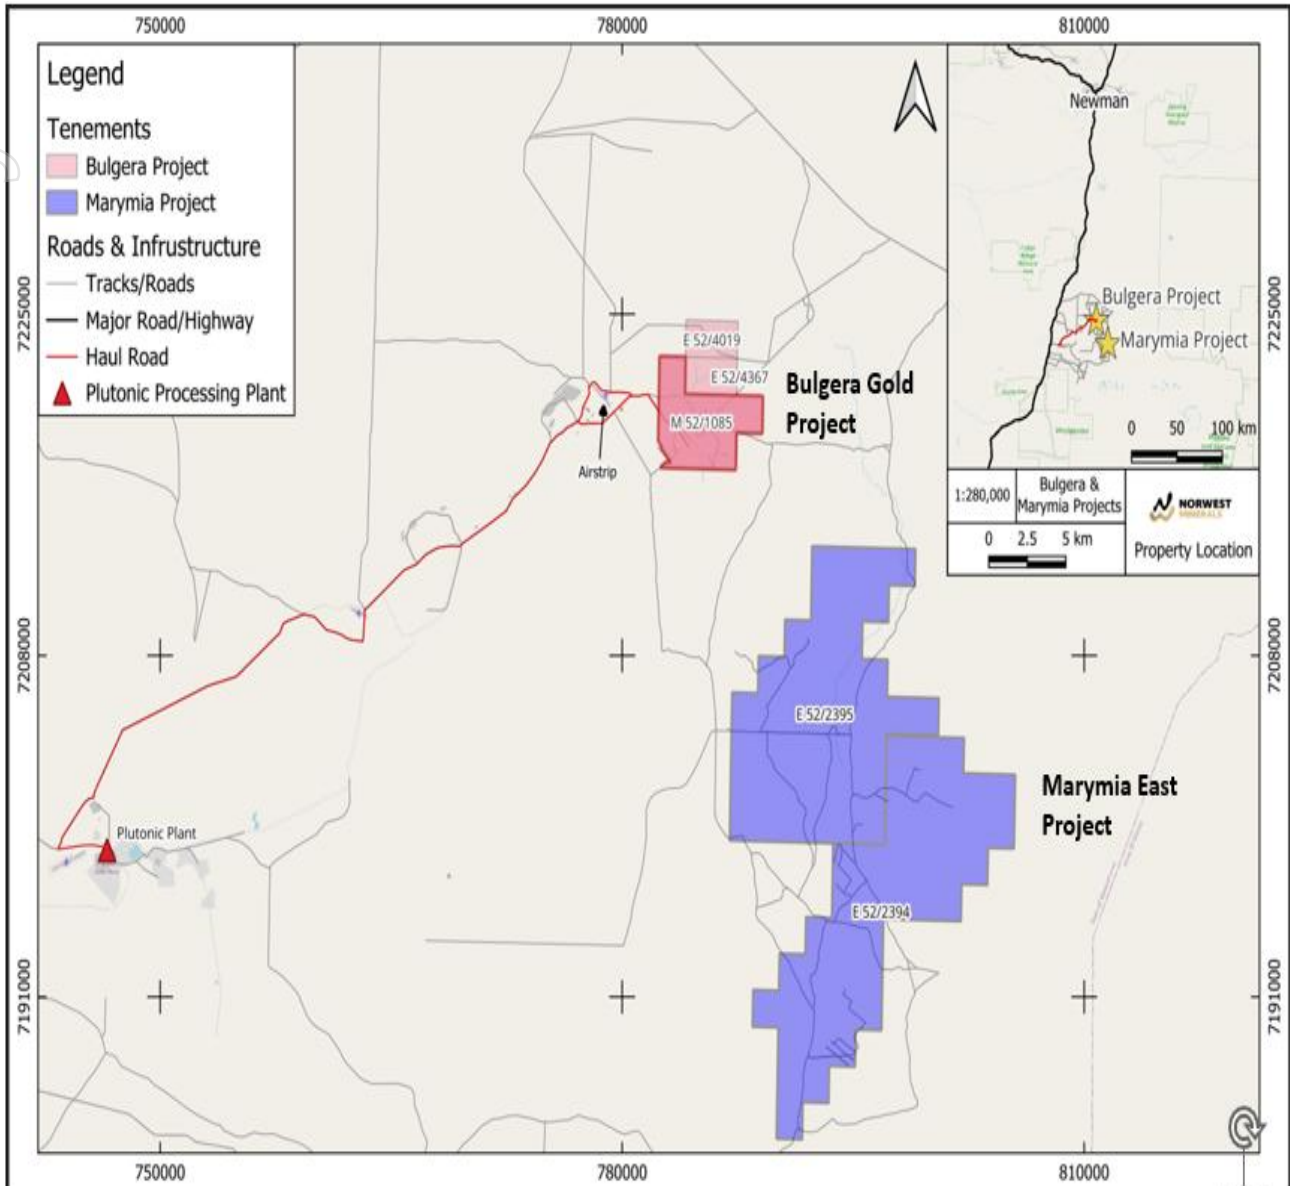 750000
780000
810000
Legend
Tenements
Bulgera Project
Marymia Project
Roads & Infrustructure
Tracks/Roads
Major Road/Highway
Haul Road
Plutonic Processing Plant
Newman
Bulgera Project
Marymia Project
0 50 100 km
1:280,000
Bulgera &
Marymia Projects
0 2.5 5 km
NORWEST
MINERALS
Property Location
7225000
7225000
E 52/4019
E 52/4367
M 52/1085
Bulgera Gold
Project
Airstrip
7208000
7208000
E 52/2395
Marymia East
Project
Plutonic Plant
E 52/2394
7191000
7191000
750000
780000
810000